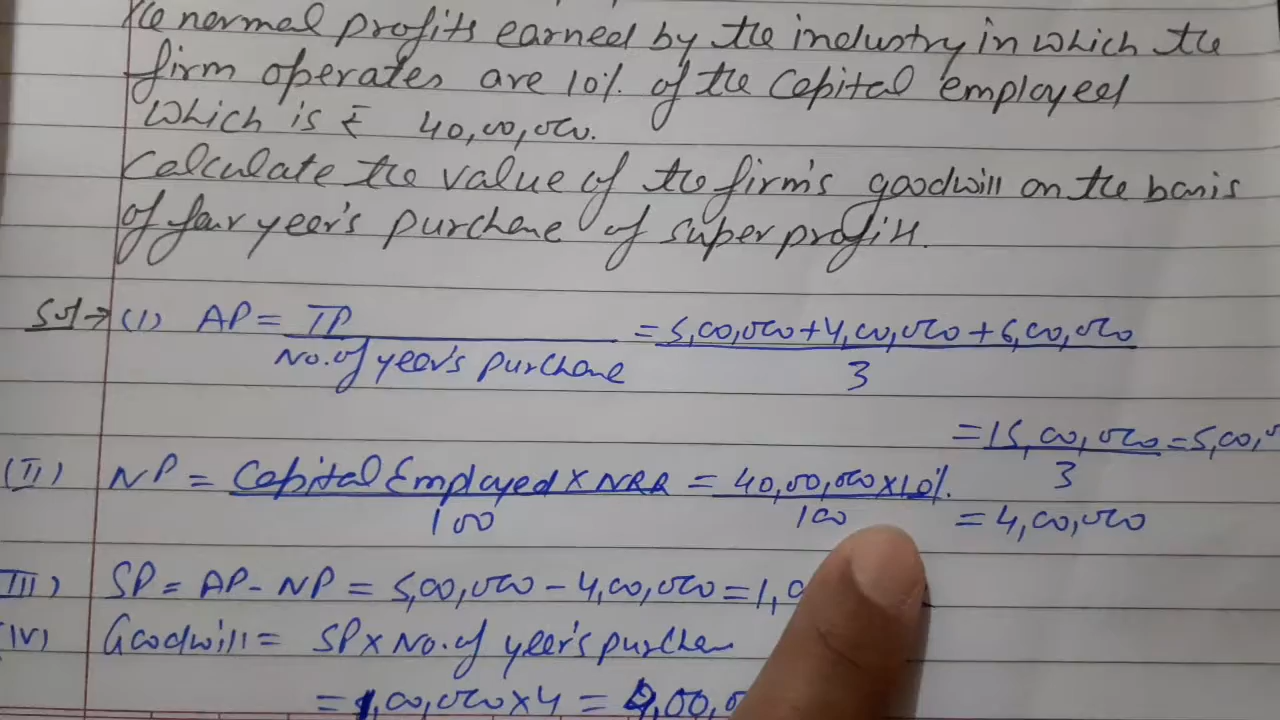 the normal profits earned by the industry in which the
firm operates are 10% of the capital employed
which is ₹ 40,00,000.
Calculate the value of the firm's goodwill on the basis
of four year's purchase of super profit.
Sol → (I) AP = TP / No. of year's purchase = 5,00,000 + 4,00,000 + 6,00,000 / 3
= 15,00,000 / 3 = 5,00,
(II) NP = Capital Employed × NRR / 100 = 40,00,000 × 10% / 100 = 4,00,000
III) SP = AP - NP = 5,00,000 - 4,00,000 = 1,0
(IV) Goodwill = SP × No. of year's purchase
= 1,00,000 × 4 = 4,00,0